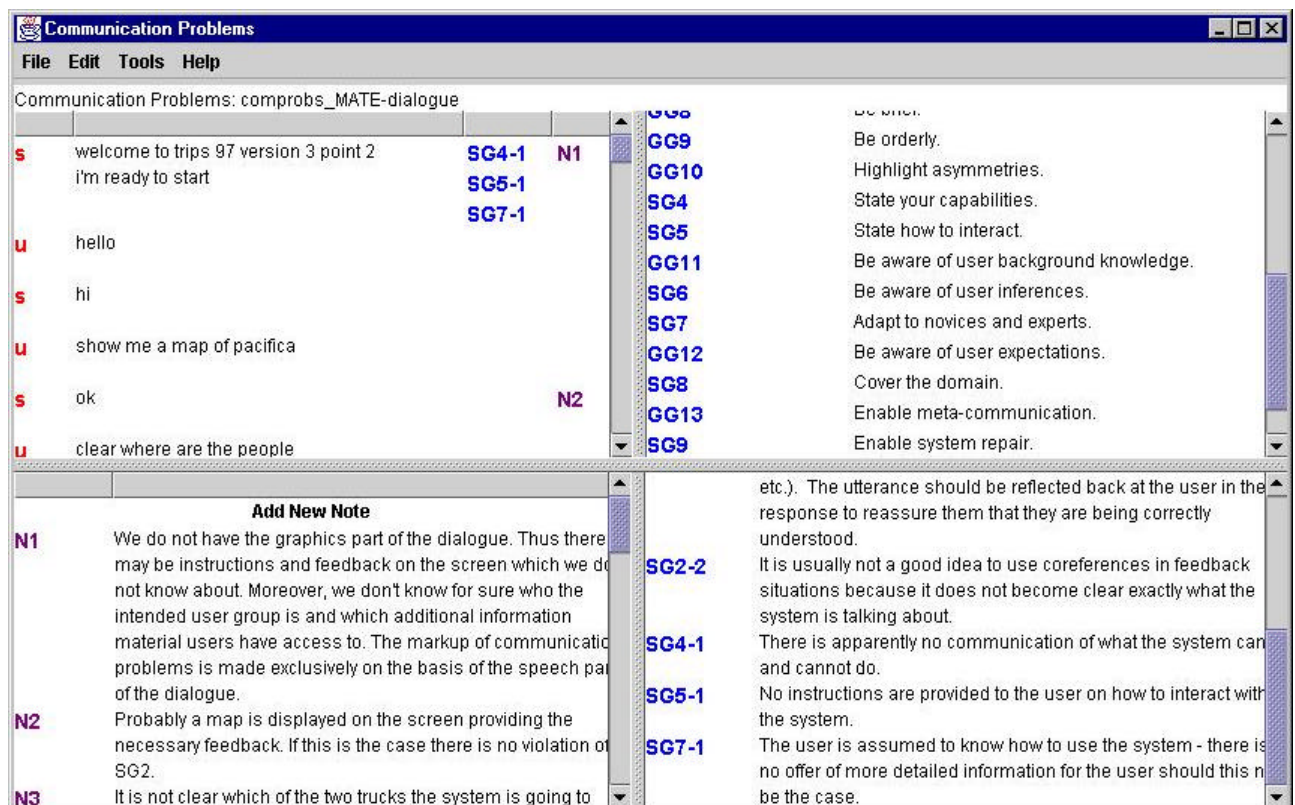 Communication Problems
File Edit Tools Help
Communication Problems: comprobs_MATE-dialogue
s welcome to trips 97 version 3 point 2 SG4-1 N1
i'm ready to start SG5-1
SG7-1
u hello
s hi
u show me a map of pacifica
s ok N2
u clear where are the people
GG8 Be brief.
GG9 Be orderly.
GG10 Highlight asymmetries.
SG4 State your capabilities.
SG5 State how to interact.
GG11 Be aware of user background knowledge.
SG6 Be aware of user inferences.
SG7 Adapt to novices and experts.
GG12 Be aware of user expectations.
SG8 Cover the domain.
GG13 Enable meta-communication.
SG9 Enable system repair.
Add New Note
N1 We do not have the graphics part of the dialogue. Thus there
may be instructions and feedback on the screen which we do
not know about. Moreover, we don't know for sure who the
intended user group is and which additional information
material users have access to. The markup of communicatio
problems is made exclusively on the basis of the speech par
of the dialogue.
N2 Probably a map is displayed on the screen providing the
necessary feedback. If this is the case there is no violation of
SG2.
N3 It is not clear which of the two trucks the system is going to
etc.). The utterance should be reflected back at the user in the
response to reassure them that they are being correctly
understood.
SG2-2 It is usually not a good idea to use coreferences in feedback
situations because it does not become clear exactly what the
system is talking about.
SG4-1 There is apparently no communication of what the system can
and cannot do.
SG5-1 No instructions are provided to the user on how to interact with
the system.
SG7-1 The user is assumed to know how to use the system - there is
no offer of more detailed information for the user should this n
be the case.